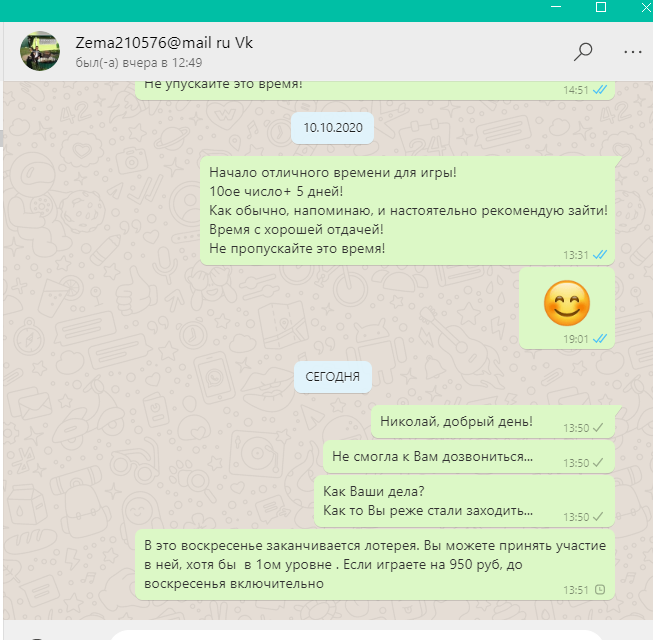 Zema210576@mail ru Vk
был(-а) вчера в 12:49
Не упускайте это время!
14:51
10.10.2020
Начало отличного времени для игры!
10ое число+ 5 дней!
Как обычно, напоминаю, и настоятельно рекомендую зайти!
Время с хорошей отдачей!
Не пропускайте это время!
13:31
19:01
СЕГОДНЯ
Николай, добрый день!
13:50
Не смогла к Вам дозвониться...
13:50
Как Ваши дела?
Как то Вы реже стали заходить...
13:50
В это воскресенье заканчивается лотерея. Вы можете принять участие
в ней, хотя бы в 1ом уровне . Если играете на 950 руб, до
воскресенья включительно
13:51